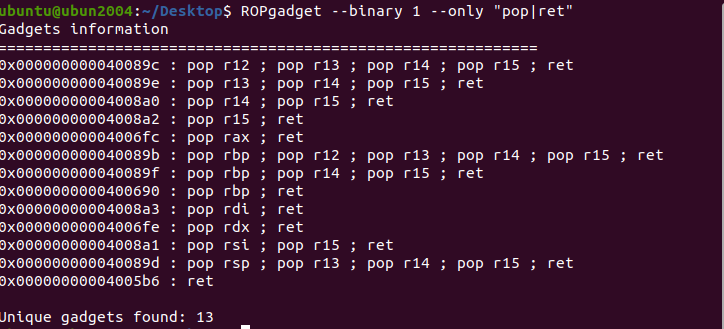 ubuntu@ubun2004:~/Desktop$ ROPgadget --binary 1 --only "pop|ret"
Gadgets information
============================================================
0x000000000040089c : pop r12 ; pop r13 ; pop r14 ; pop r15 ; ret
0x000000000040089e : pop r13 ; pop r14 ; pop r15 ; ret
0x00000000004008a0 : pop r14 ; pop r15 ; ret
0x00000000004008a2 : pop r15 ; ret
0x00000000004006fc : pop rax ; ret
0x000000000040089b : pop rbp ; pop r12 ; pop r13 ; pop r14 ; pop r15 ; ret
0x000000000040089f : pop rbp ; pop r14 ; pop r15 ; ret
0x0000000000400690 : pop rbp ; ret
0x00000000004008a3 : pop rdi ; ret
0x00000000004006fe : pop rdx ; ret
0x00000000004008a1 : pop rsi ; pop r15 ; ret
0x000000000040089d : pop rsp ; pop r13 ; pop r14 ; pop r15 ; ret
0x00000000004005b6 : ret
Unique gadgets found: 13